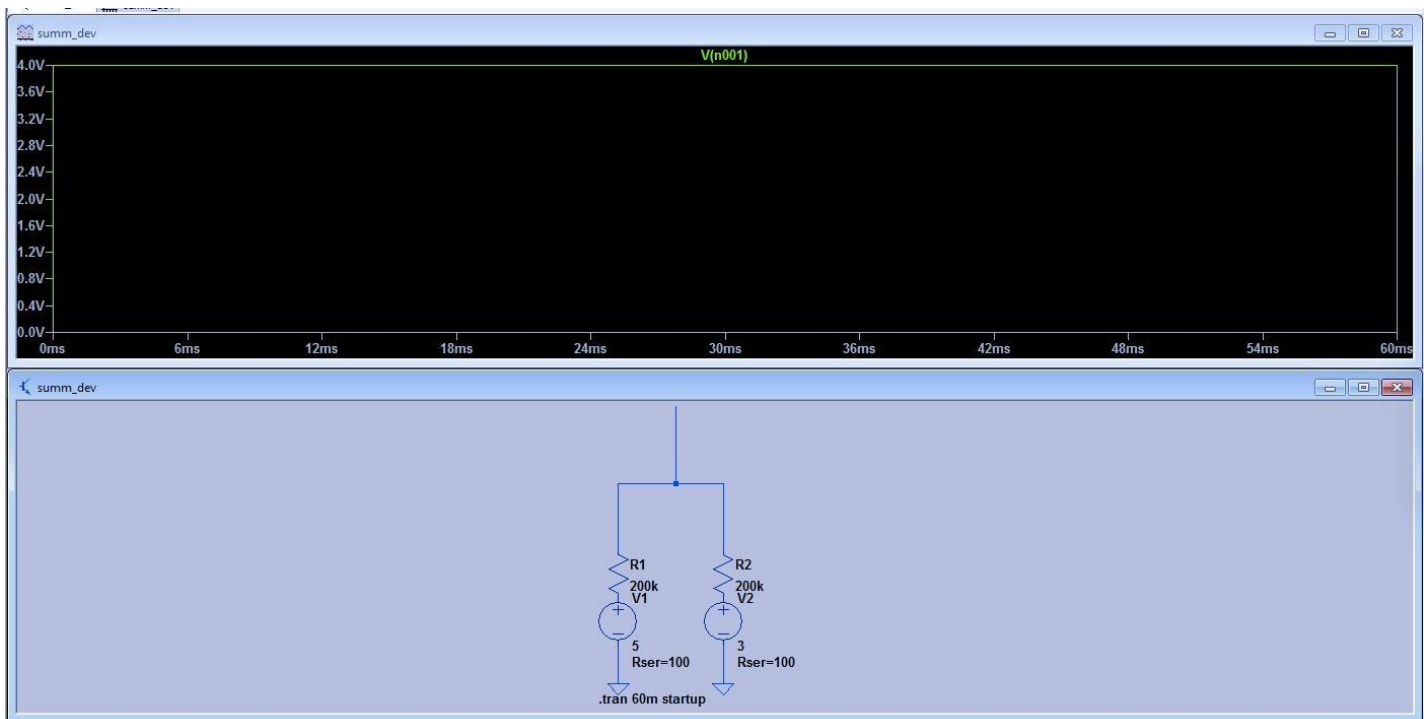 summ_dev
V(n001)
4.0V
3.6V
3.2V
2.8V
2.4V
2.0V
1.6V
1.2V
0.8V
0.4V
0.0V
0ms 6ms 12ms 18ms 24ms 30ms 36ms 42ms 48ms 54ms 60ms
summ_dev
R1 R2
200k 200k
V1 V2
5 3
Rser=100 Rser=100
.tran 60m startup